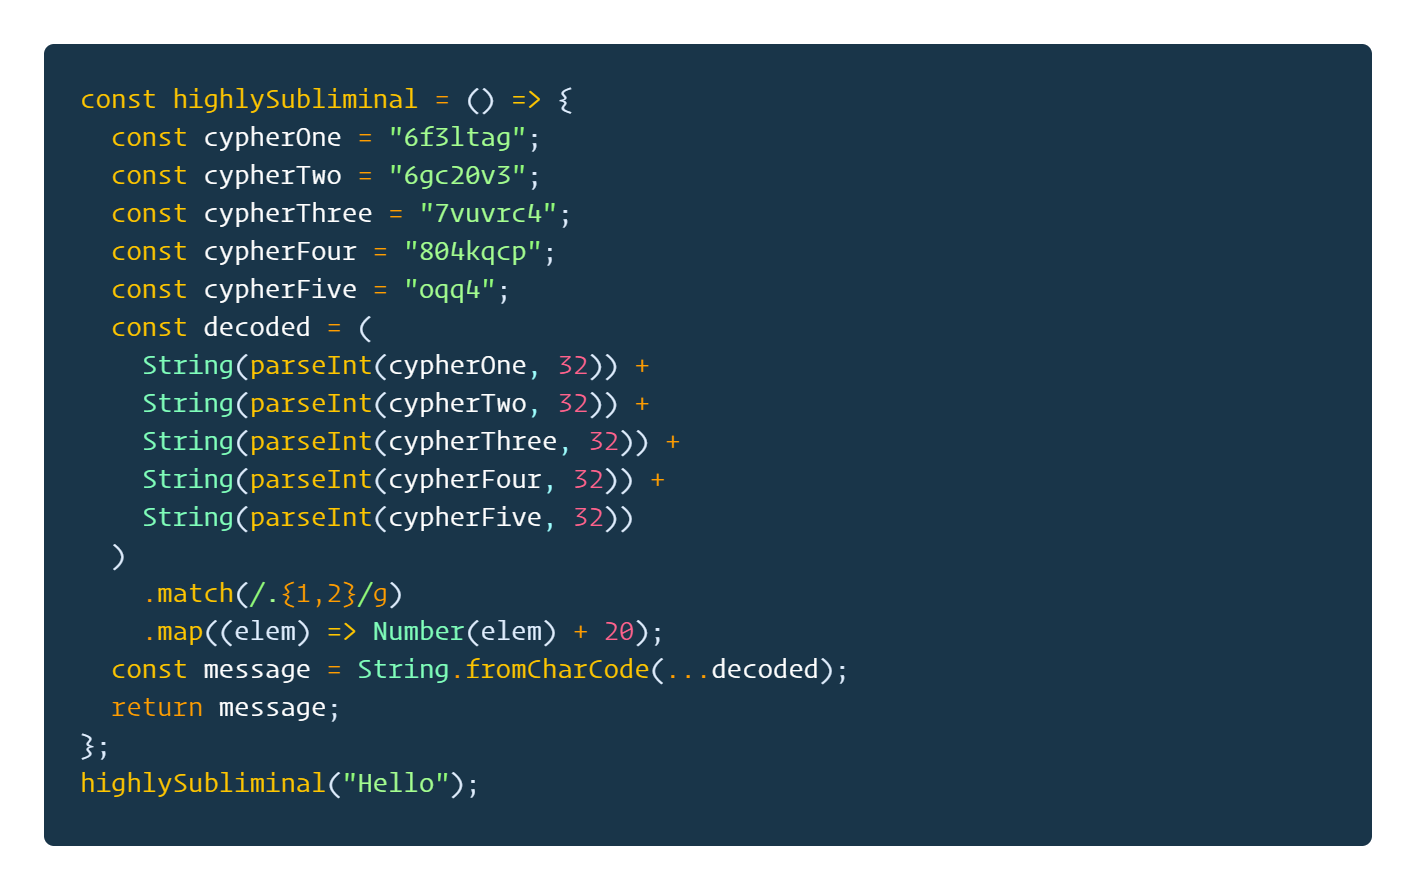 const highlySubliminal = () => {
  const cypherOne = "6f3ltag";
  const cypherTwo = "6gc20v3";
  const cypherThree = "7vuvrc4";
  const cypherFour = "804kqcp";
  const cypherFive = "oqq4";
  const decoded = (
    String(parseInt(cypherOne, 32)) +
    String(parseInt(cypherTwo, 32)) +
    String(parseInt(cypherThree, 32)) +
    String(parseInt(cypherFour, 32)) +
    String(parseInt(cypherFive, 32))
  )
    .match(/.{1,2}/g)
    .map((elem) => Number(elem) + 20);
  const message = String.fromCharCode(...decoded);
  return message;
};
highlySubliminal("Hello");